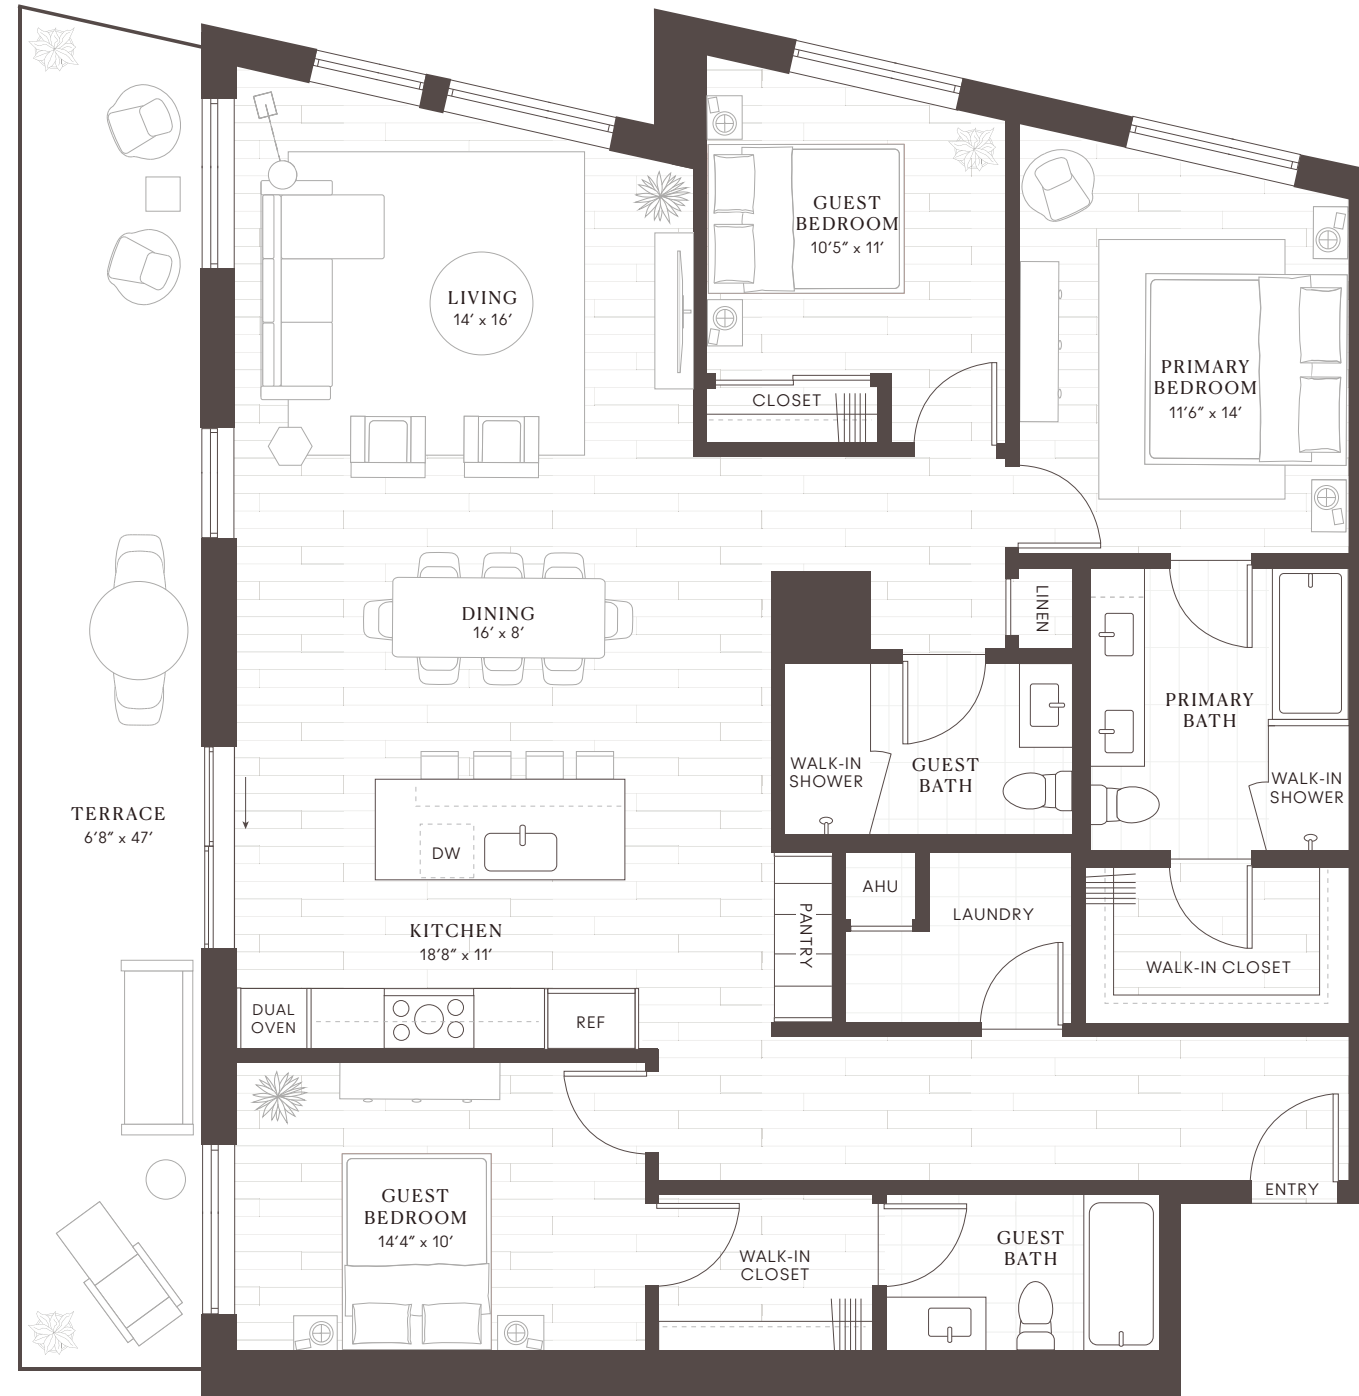 GUEST
BEDROOM
10'5" x 11'
LIVING
14' x 16'
PRIMARY
BEDROOM
11'6" x 14'
CLOSET
DINING
16' x 8'
LINEN
PRIMARY
BATH
WALK-IN
SHOWER
GUEST
BATH
WALK-IN
SHOWER
TERRACE
6'8" x 47'
DW
AHU
LAUNDRY
PANTRY
KITCHEN
18'8" x 11'
WALK-IN CLOSET
DUAL
OVEN
REF
ENTRY
GUEST
BEDROOM
14'4" x 10'
WALK-IN
CLOSET
GUEST
BATH